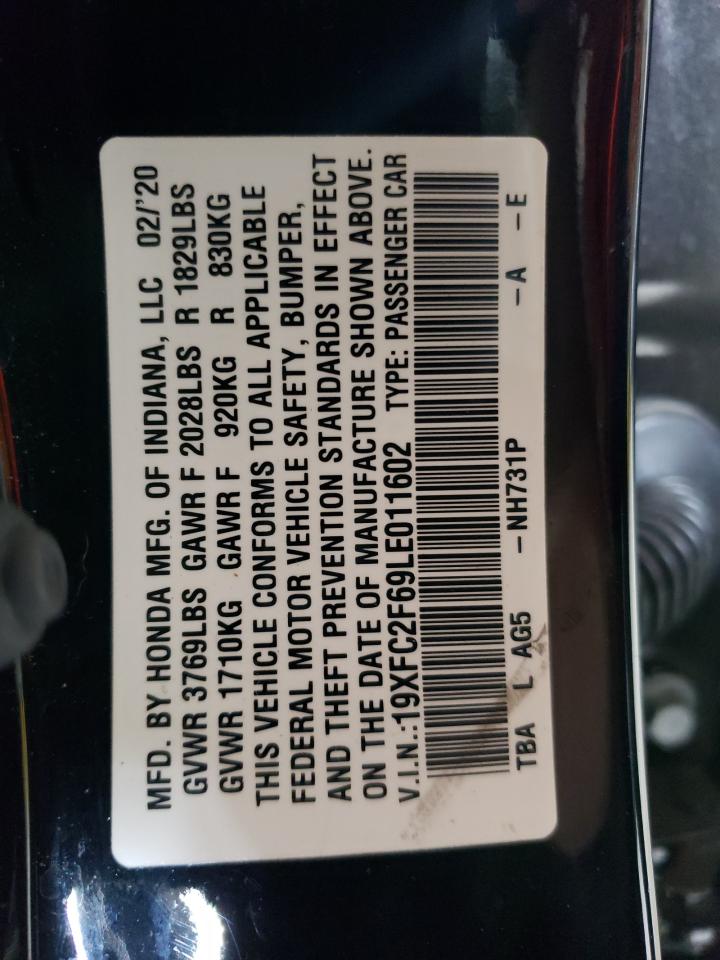 MFD. BY HONDA MFG. OF INDIANA, LLC 02/'20
GVWR 3769LBS GAWR F 2028LBS R 1829LBS
GVWR 1710KG GAWR F 920KG R 830KG
THIS VEHICLE CONFORMS TO ALL APPLICABLE
FEDERAL MOTOR VEHICLE SAFETY, BUMPER,
AND THEFT PREVENTION STANDARDS IN EFFECT
ON THE DATE OF MANUFACTURE SHOWN ABOVE.
V.I.N.:19XFC2F69LE011602 TYPE: PASSENGER CAR
TBA L AG5 -NH731P -A -E